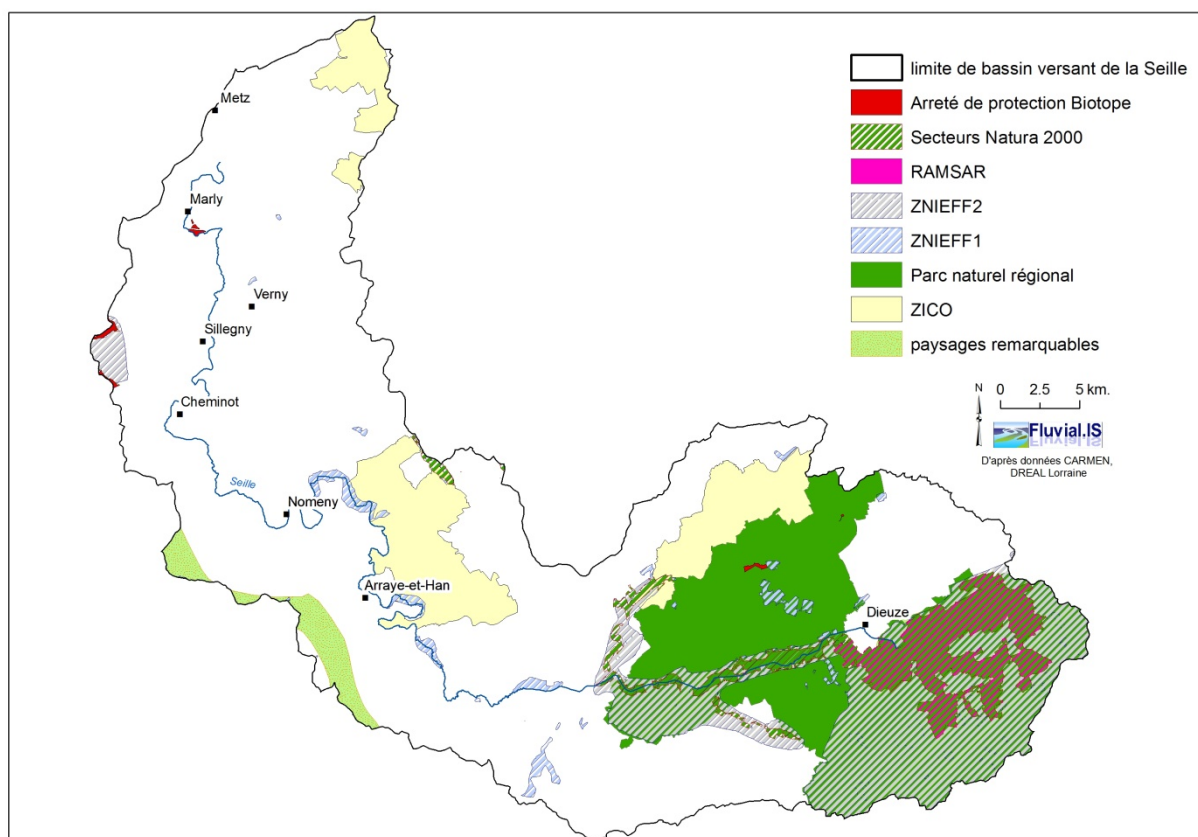 limite de bassin versant de la Seille
Arreté de protection Biotope
Secteurs Natura 2000
RAMSAR
ZNIEFF2
ZNIEFF1
Parc naturel régional
ZICO
paysages remarquables
N
0 2.5 5 km.
Fluvial.IS
D'après données CARMEN,
DREAL Lorraine
Metz
Marly
Verny
Sillegny
Cheminot
Seille
Nomeny
Arraye-et-Han
Dieuze